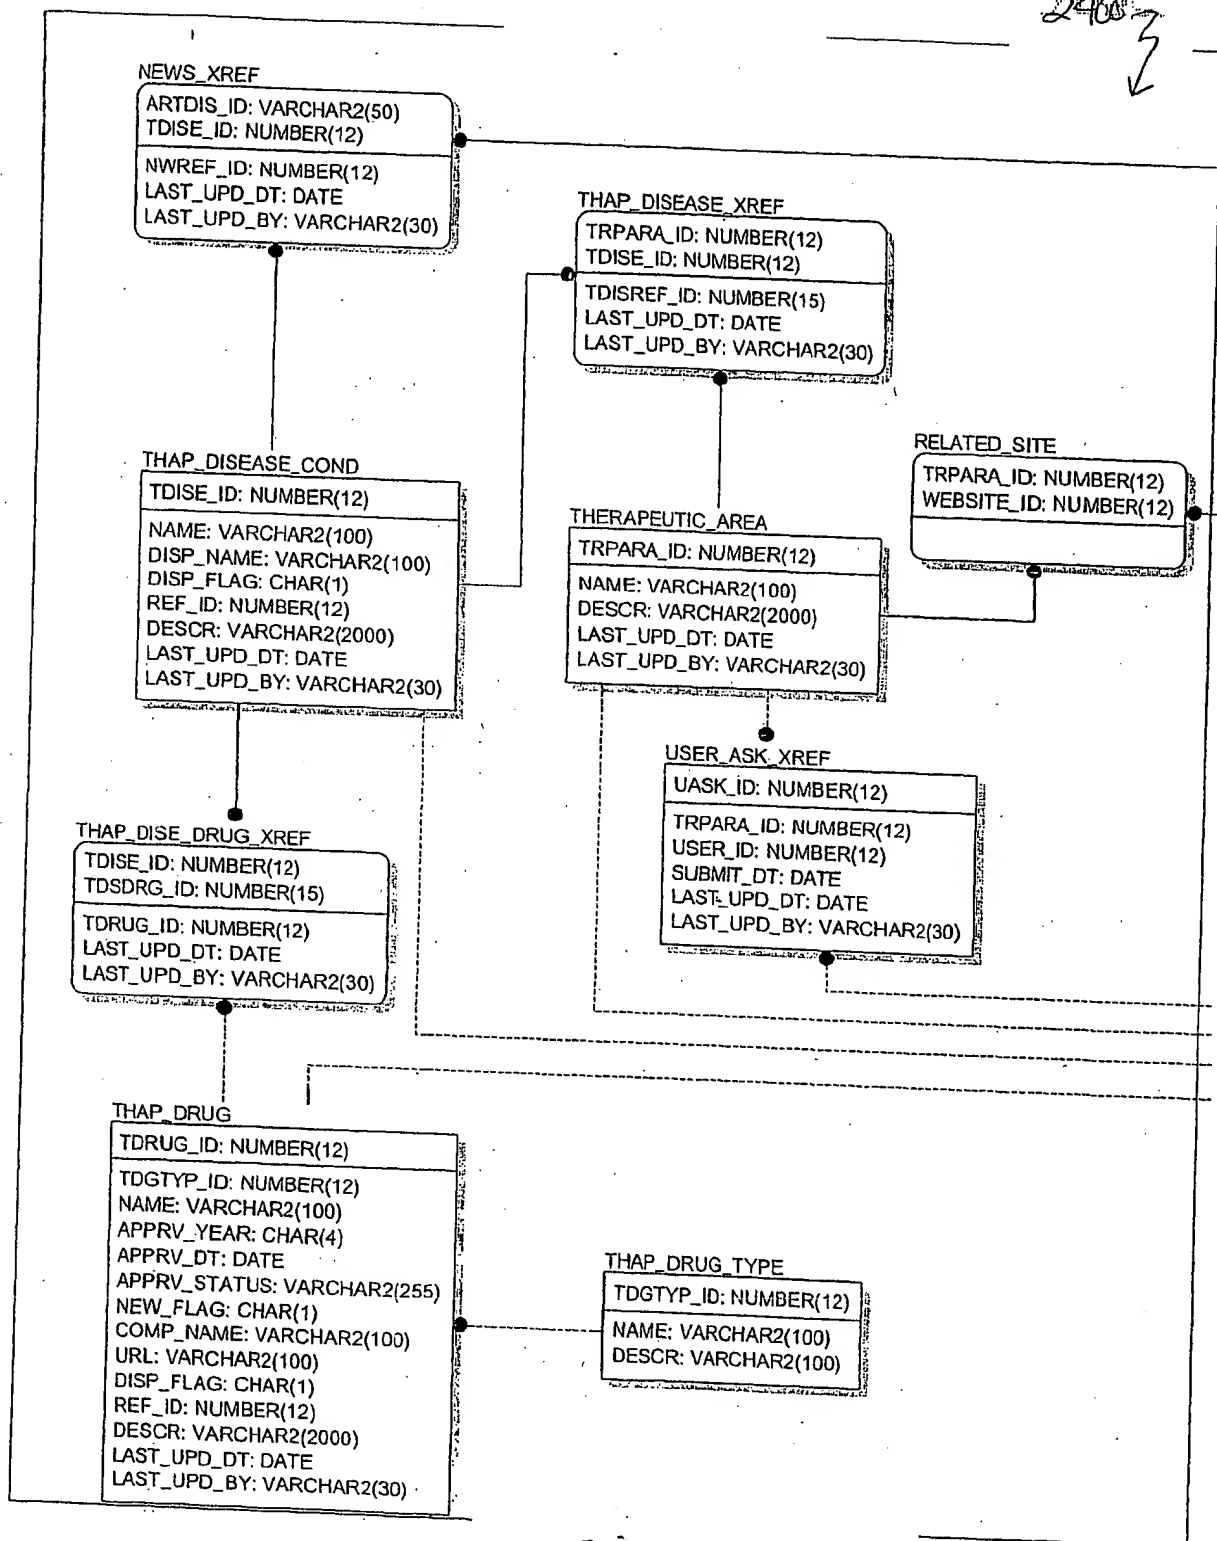 2400
NEWS_XREF
ARTDIS_ID: VARCHAR2(50)
TDISE_ID: NUMBER(12)
NWREF_ID: NUMBER(12)
LAST_UPD_DT: DATE
LAST_UPD_BY: VARCHAR2(30)
THAP_DISEASE_XREF
TRPARA_ID: NUMBER(12)
TDISE_ID: NUMBER(12)
TDISREF_ID: NUMBER(15)
LAST_UPD_DT: DATE
LAST_UPD_BY: VARCHAR2(30)
RELATED_SITE
TRPARA_ID: NUMBER(12)
WEBSITE_ID: NUMBER(12)
THAP_DISEASE_COND
TDISE_ID: NUMBER(12)
NAME: VARCHAR2(100)
DISP_NAME: VARCHAR2(100)
DISP_FLAG: CHAR(1)
REF_ID: NUMBER(12)
DESCR: VARCHAR2(2000)
LAST_UPD_DT: DATE
LAST_UPD_BY: VARCHAR2(30)
THERAPEUTIC_AREA
TRPARA_ID: NUMBER(12)
NAME: VARCHAR2(100)
DESCR: VARCHAR2(2000)
LAST_UPD_DT: DATE
LAST_UPD_BY: VARCHAR2(30)
USER_ASK_XREF
UASK_ID: NUMBER(12)
TRPARA_ID: NUMBER(12)
USER_ID: NUMBER(12)
SUBMIT_DT: DATE
LAST_UPD_DT: DATE
LAST_UPD_BY: VARCHAR2(30)
THAP_DISE_DRUG_XREF
TDISE_ID: NUMBER(12)
TDSDRG_ID: NUMBER(15)
TDRUG_ID: NUMBER(12)
LAST_UPD_DT: DATE
LAST_UPD_BY: VARCHAR2(30)
THAP_DRUG
TDRUG_ID: NUMBER(12)
TDGTYP_ID: NUMBER(12)
NAME: VARCHAR2(100)
APPRV_YEAR: CHAR(4)
APPRV_DT: DATE
APPRV_STATUS: VARCHAR2(255)
NEW_FLAG: CHAR(1)
COMP_NAME: VARCHAR2(100)
URL: VARCHAR2(100)
DISP_FLAG: CHAR(1)
REF_ID: NUMBER(12)
DESCR: VARCHAR2(2000)
LAST_UPD_DT: DATE
LAST_UPD_BY: VARCHAR2(30)
THAP_DRUG_TYPE
TDGTYP_ID: NUMBER(12)
NAME: VARCHAR2(100)
DESCR: VARCHAR2(100)